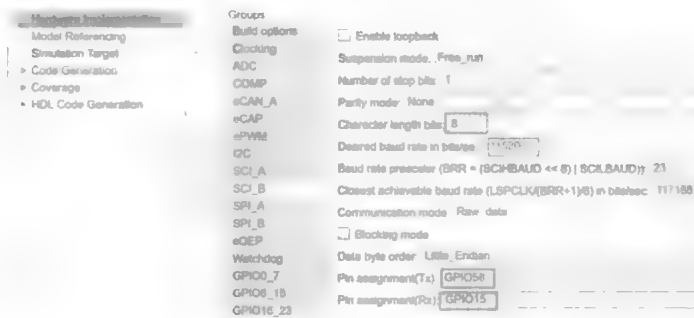 Hardware Implementation
Model Referencing
Simulation Target
Code Generation
Coverage
HDL Code Generation
Groups
Build options
Clocking
ADC
COMP
eCAN_A
eCAP
ePWM
I2C
SCI_A
SCI_B
SPI_A
SPI_B
eQEP
Watchdog
GPIO0_7
GPIO8_15
GPIO16_23
Enable loopback
Suspension mode: Free_run
Number of stop bits: 1
Parity mode: None
Character length bits: 8
Desired baud rate in bits/sec
Baud rate prescaler (BRR = (SCIHBAUD << 8) | SCILBAUD)): 23
Closest achievable baud rate (LSPCLK/(BRR+1)/8) in bits/sec: 117188
Communication mode: Raw_data
Blocking mode
Data byte order: Little_Endian
Pin assignment(Tx): GPIO58
Pin assignment(Rx): GPIO15